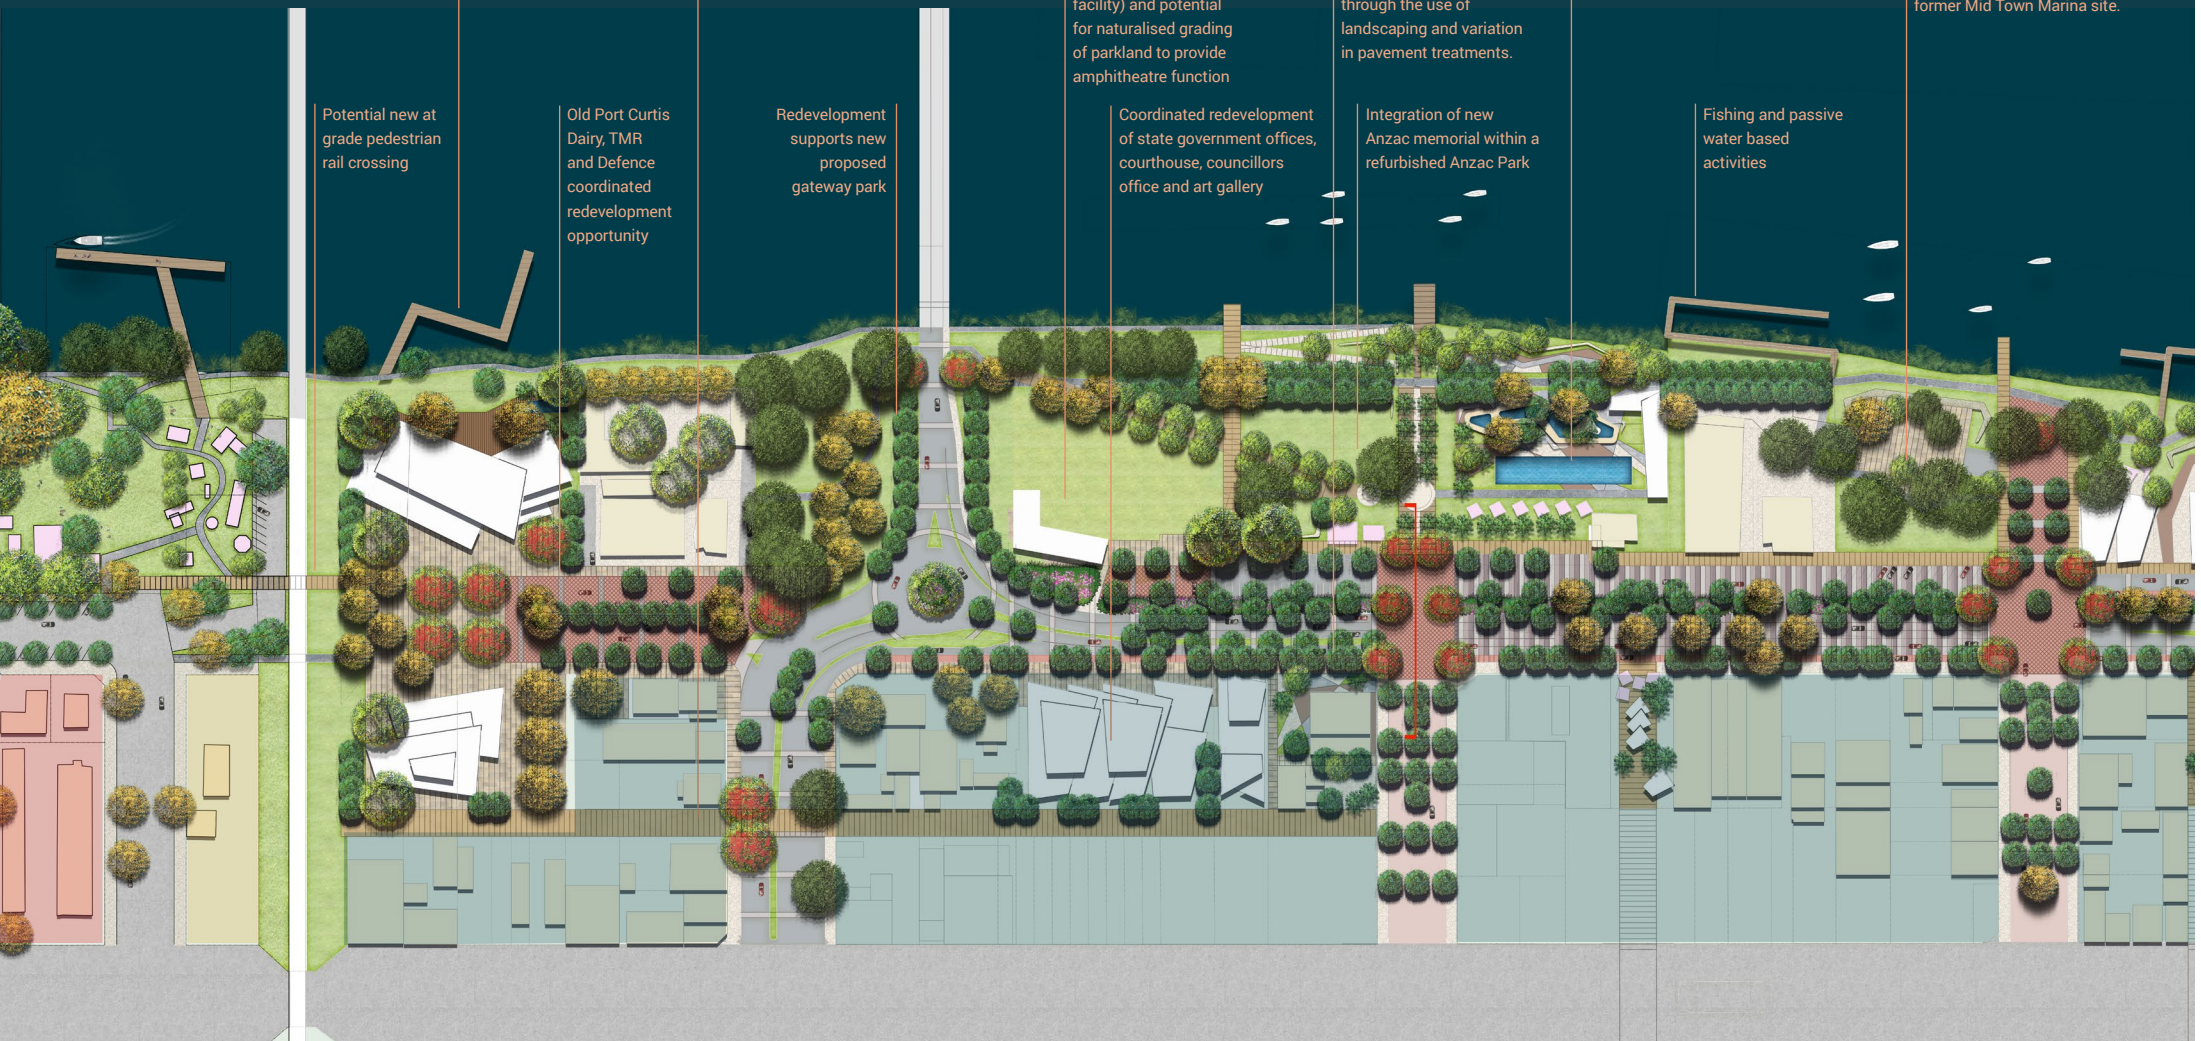 facility) and potential
for naturalised grading
of parkland to provide
amphitheatre function
through the use of
landscaping and variation
in pavement treatments.
former Mid Town Marina site.
Potential new at
grade pedestrian
rail crossing
Old Port Curtis
Dairy, TMR
and Defence
coordinated
redevelopment
opportunity
Redevelopment
supports new
proposed
gateway park
Coordinated redevelopment
of state government offices,
courthouse, councillors
office and art gallery
Integration of new
Anzac memorial within a
refurbished Anzac Park
Fishing and passive
water based
activities